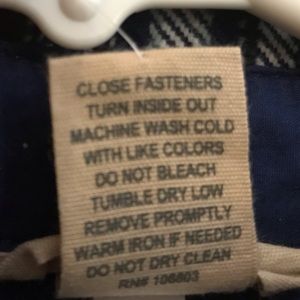 CLOSE FASTENERS
TURN INSIDE OUT
MACHINE WASH COLD
WITH LIKE COLORS
DO NOT BLEACH
TUMBLE DRY LOW
REMOVE PROMPTLY
WARM IRON IF NEEDED
DO NOT DRY CLEAN
RN# 106803